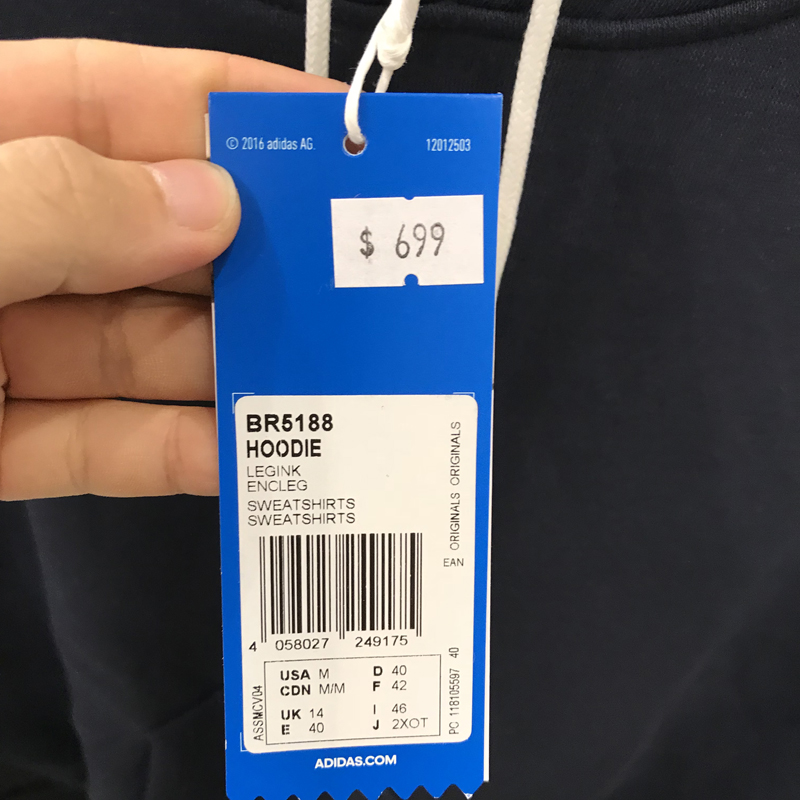 © 2016 adidas AG.
12012503
$ 699
BR5188
HOODIE
LEGINK
ENCLEG
SWEATSHIRTS
SWEATSHIRTS
ORIGINALS ORIGINALS
EAN
4 058027 249175
ASSMCV04
USA M
CDN M/M
UK 14
E 40
D 40
F 42
I 46
J 2XOT
PC 118105597 40
ADIDAS.COM